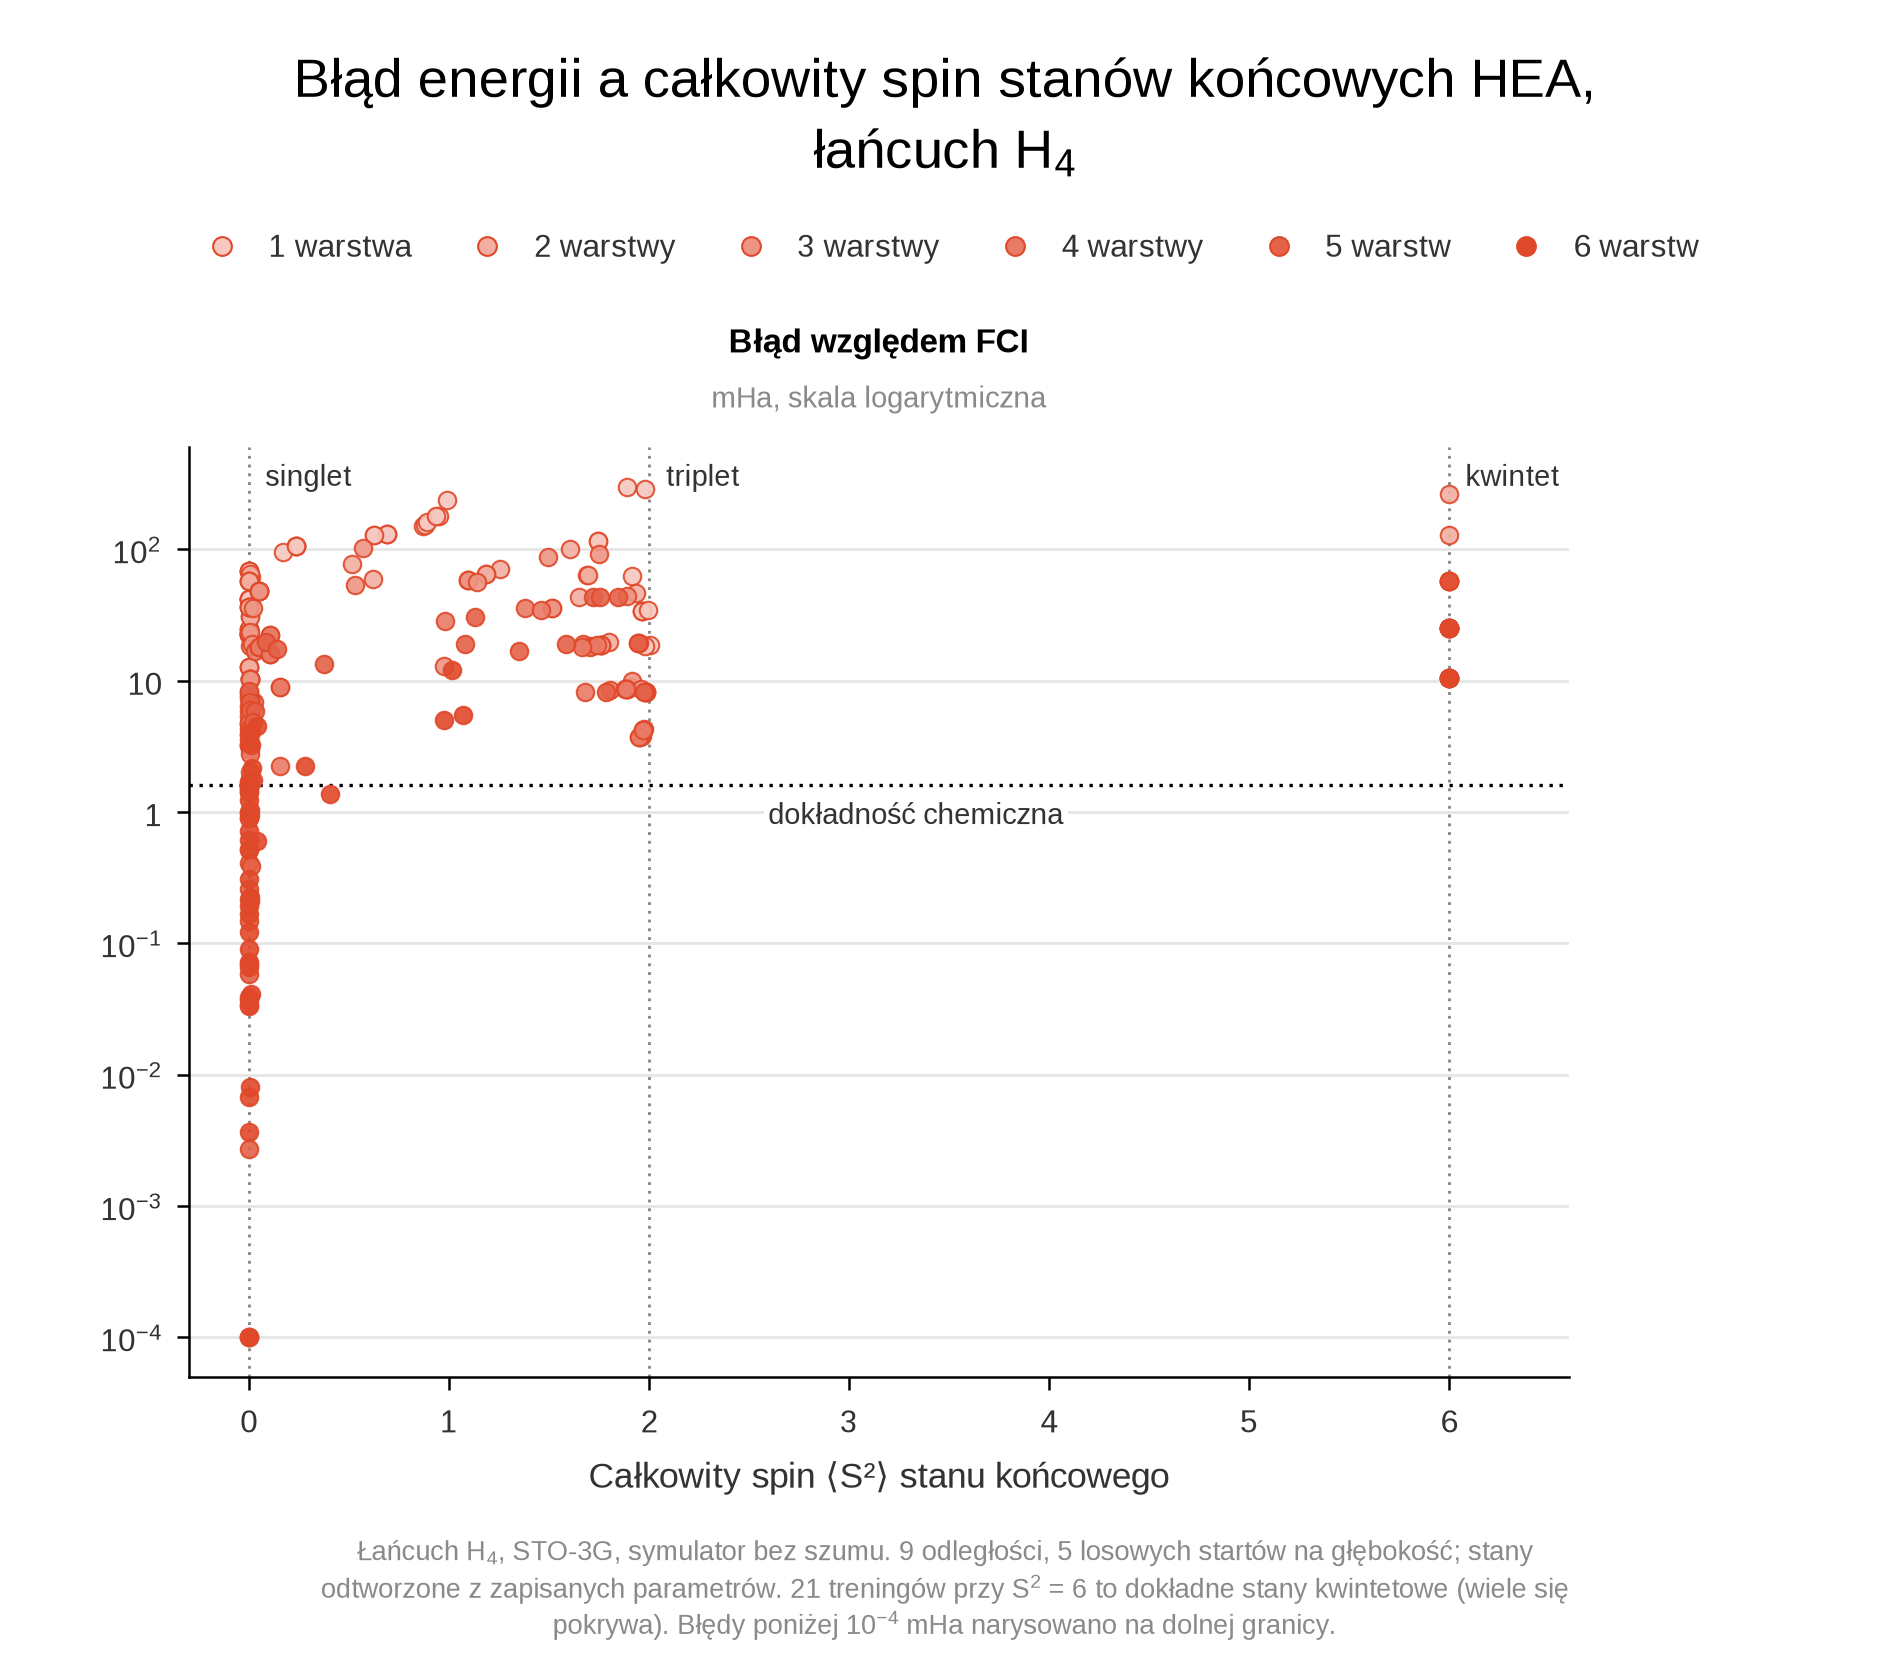 Błąd energii a całkowity spin stanów końcowych HEA,
łańcuch H₄
1 warstwa 2 warstwy 3 warstwy 4 warstwy 5 warstw 6 warstw
Błąd względem FCI
mHa, skala logarytmiczna
singlet triplet kwintet
10²
10
1
dokładność chemiczna
10⁻¹
10⁻²
10⁻³
10⁻⁴
0 1 2 3 4 5 6
Całkowity spin ⟨S²⟩ stanu końcowego
Łańcuch H₄, STO-3G, symulator bez szumu. 9 odległości, 5 losowych startów na głębokość; stany
odtworzone z zapisanych parametrów. 21 treningów przy S² = 6 to dokładne stany kwintetowe (wiele się
pokrywa). Błędy poniżej 10⁻⁴ mHa narysowano na dolnej granicy.